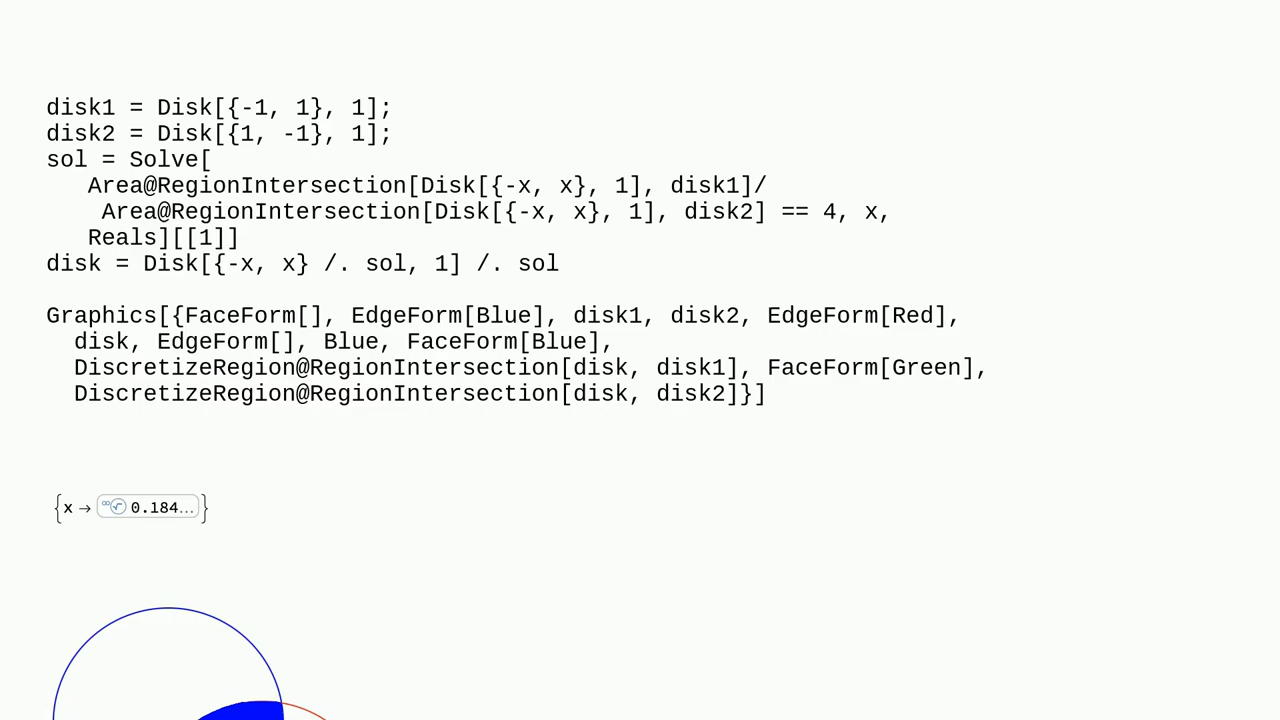 disk1 = Disk[{-1, 1}, 1];
disk2 = Disk[{1, -1}, 1];
sol = Solve[
Area@RegionIntersection[Disk[{-x, x}, 1], disk1]/
Area@RegionIntersection[Disk[{-x, x}, 1], disk2] == 4, x,
Reals][[1]]
disk = Disk[{-x, x} /. sol, 1] /. sol
Graphics[{FaceForm[], EdgeForm[Blue], disk1, disk2, EdgeForm[Red],
disk, EdgeForm[], Blue, FaceForm[Blue],
DiscretizeRegion@RegionIntersection[disk, disk1], FaceForm[Green],
DiscretizeRegion@RegionIntersection[disk, disk2]}]
{x → ∞√ 0.184...}